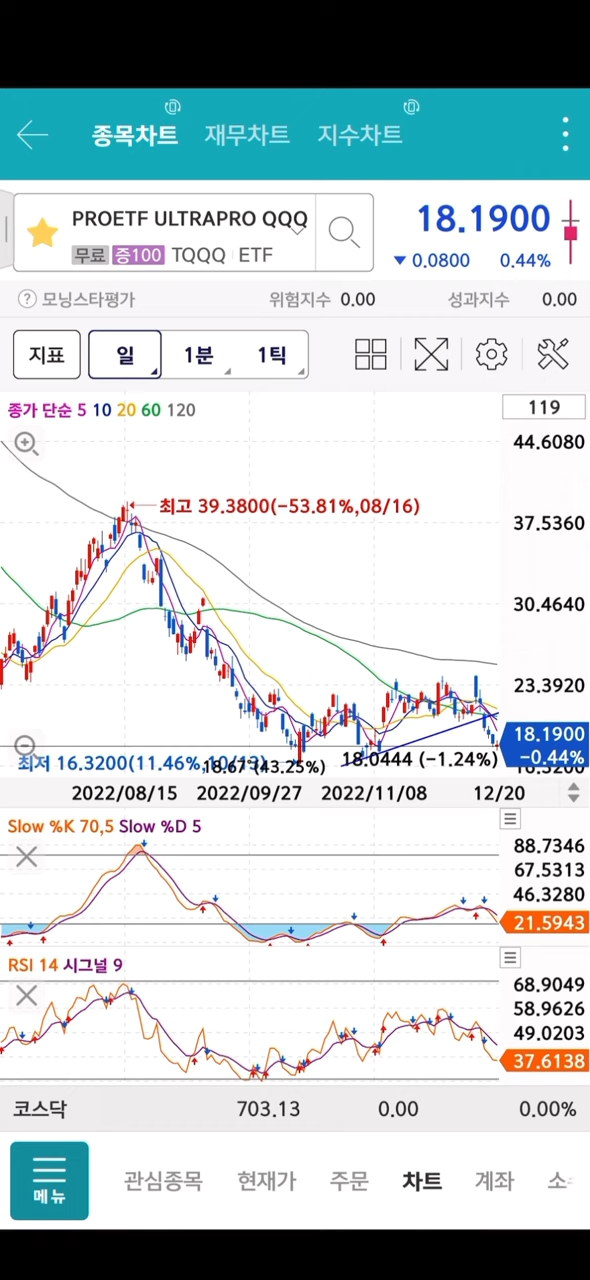 종목차트 재무차트 지수차트
PROETF ULTRAPRO QQQ
무료 증100 TQQQ ETF
18.1900
▼ 0.0800 0.44%
? 모닝스타평가 위험지수 0.00 성과지수 0.00
지표 일 1분 1틱
종가 단순 5 10 20 60 120
119
44.6080
최고 39.3800(-53.81%,08/16)
37.5360
30.4640
23.3920
18.1900
-0.44%
최저 16.3200(11.46%,10/13)
18.67 (43.25%)
18.0444 (-1.24%)
16.3200
2022/08/15 2022/09/27 2022/11/08 12/20
Slow %K 70,5 Slow %D 5
88.7346
67.5313
46.3280
21.5943
RSI 14 시그널 9
68.9049
58.9626
49.0203
37.6138
코스닥 703.13 0.00 0.00%
메뉴 관심종목 현재가 주문 차트 계좌